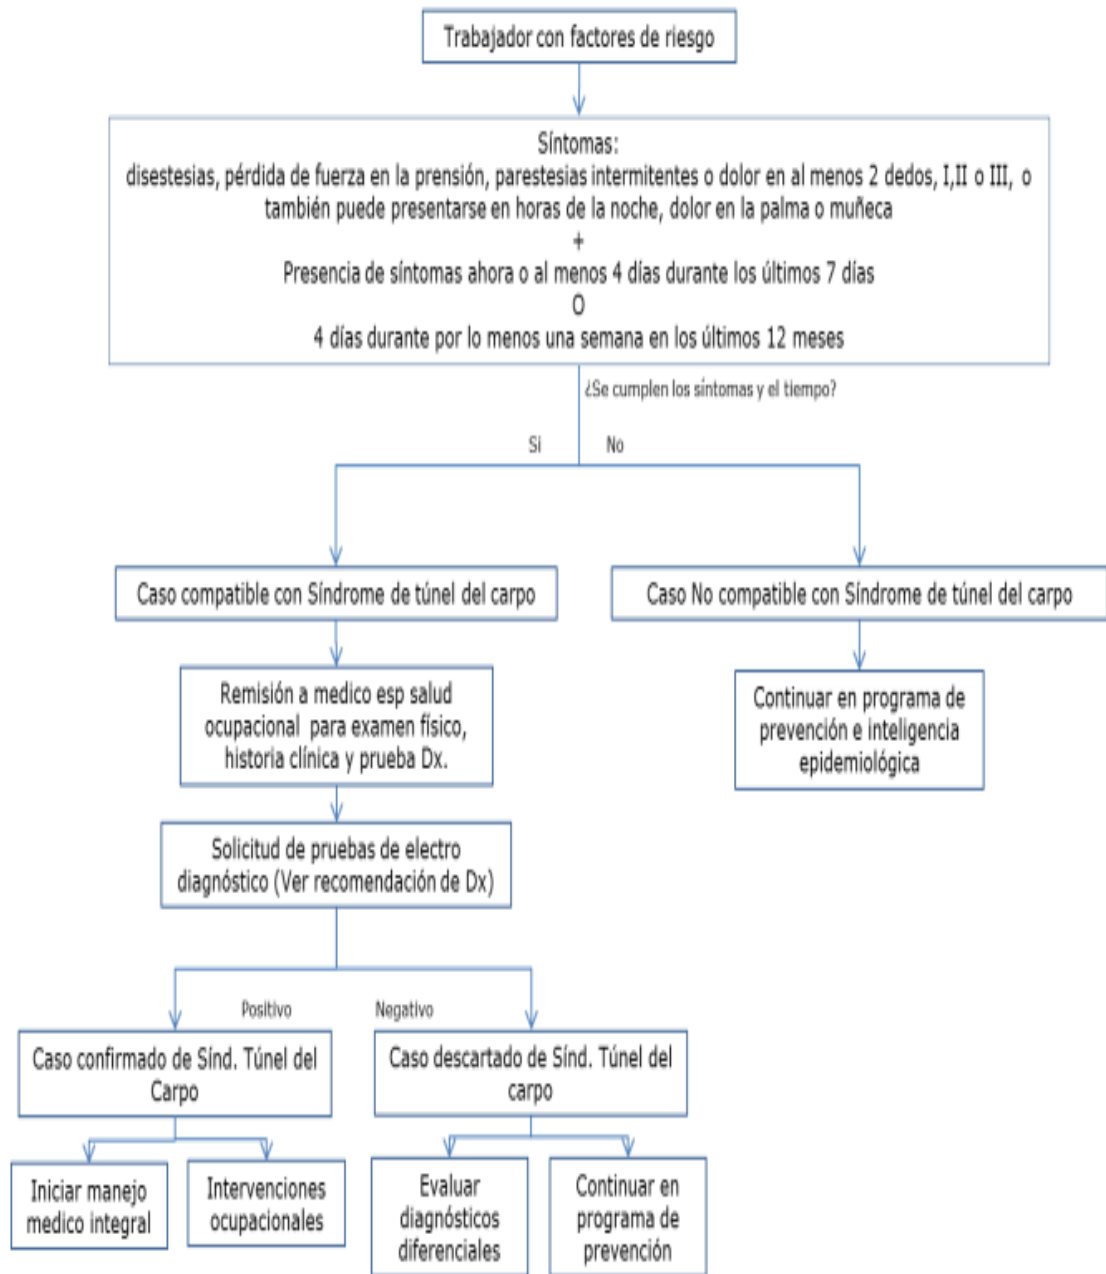 Trabajador con factores de riesgo
Síntomas:
disestesias, pérdida de fuerza en la prensión, parestesias intermitentes o dolor en al menos 2 dedos, I,II o III, o
también puede presentarse en horas de la noche, dolor en la palma o muñeca
+
Presencia de síntomas ahora o al menos 4 días durante los últimos 7 días
O
4 días durante por lo menos una semana en los últimos 12 meses
¿Se cumplen los síntomas y el tiempo?
Si
No
Caso compatible con Síndrome de túnel del carpo
Caso No compatible con Síndrome de túnel del carpo
Remisión a medico esp salud
ocupacional para examen físico,
historia clínica y prueba Dx.
Continuar en programa de
prevención e inteligencia
epidemiológica
Solicitud de pruebas de electro
diagnóstico (Ver recomendación de Dx)
Positivo
Negativo
Caso confirmado de Sínd. Túnel del
Carpo
Caso descartado de Sínd. Túnel del
carpo
Iniciar manejo
medico integral
Intervenciones
ocupacionales
Evaluar
diagnósticos
diferenciales
Continuar en
programa de
prevención